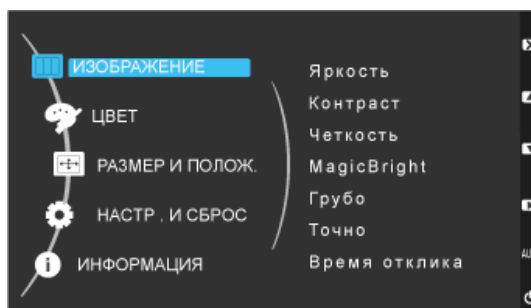 ИЗОБРАЖЕНИЕ
ЦВЕТ
РАЗМЕР И ПОЛОЖ.
НАСТР . И СБРОС
ИНФОРМАЦИЯ
Яркость
Контраст
Четкость
MagicBright
Грубо
Точно
Время отклика